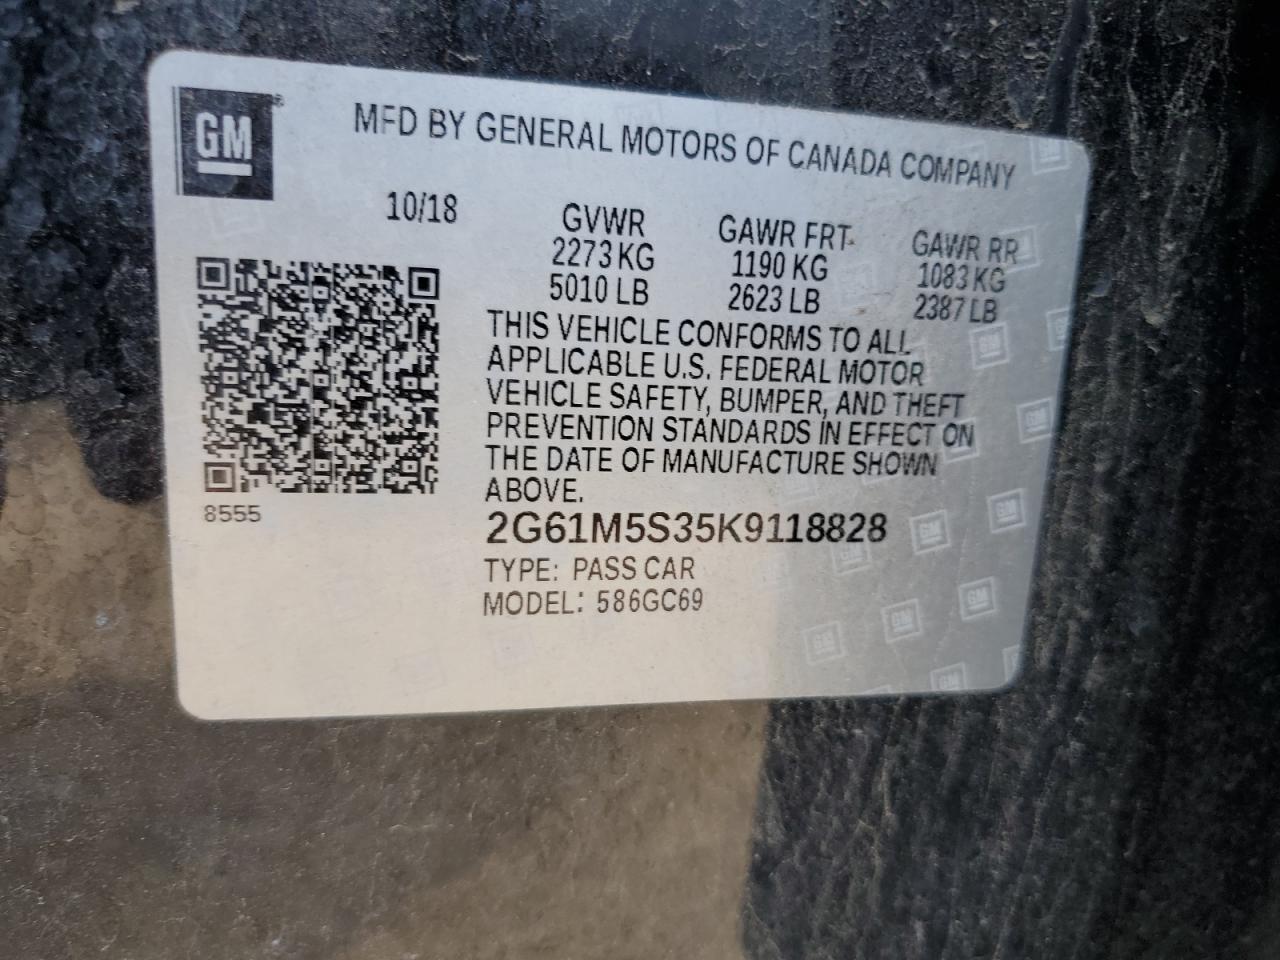 GM
MFD BY GENERAL MOTORS OF CANADA COMPANY
10/18
GVWR
2273 KG
5010 LB
GAWR FRT
1190 KG
2623 LB
GAWR RR
1083 KG
2387 LB
THIS VEHICLE CONFORMS TO ALL
APPLICABLE U.S. FEDERAL MOTOR
VEHICLE SAFETY, BUMPER, AND THEFT
PREVENTION STANDARDS IN EFFECT ON
THE DATE OF MANUFACTURE SHOWN
ABOVE.
8555
2G61M5S35K9118828
TYPE: PASS CAR
MODEL: 586GC69